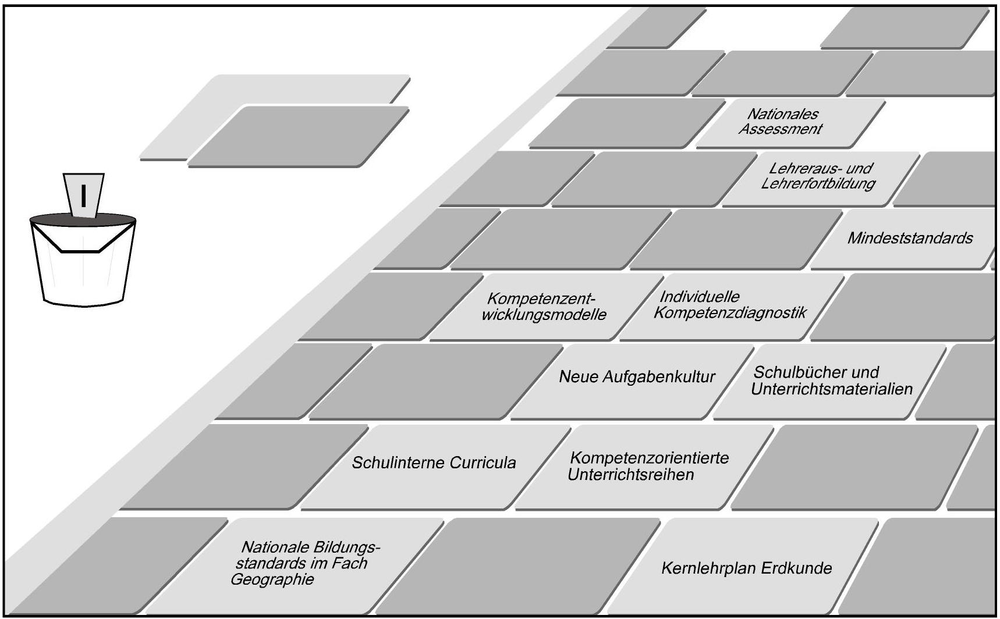 Nationales
Assessment
Lehreraus- und
Lehrerfortbildung
Mindeststandards
Kompetenzent-
wicklungsmodelle
Individuelle
Kompetenzdiagnostik
Neue Aufgabenkultur
Schulbücher und
Unterrichtsmaterialien
Schulinterne Curricula
Kompetenzorientierte
Unterrichtsreihen
Nationale Bildungs-
standards im Fach
Geographie
Kernlehrplan Erdkunde